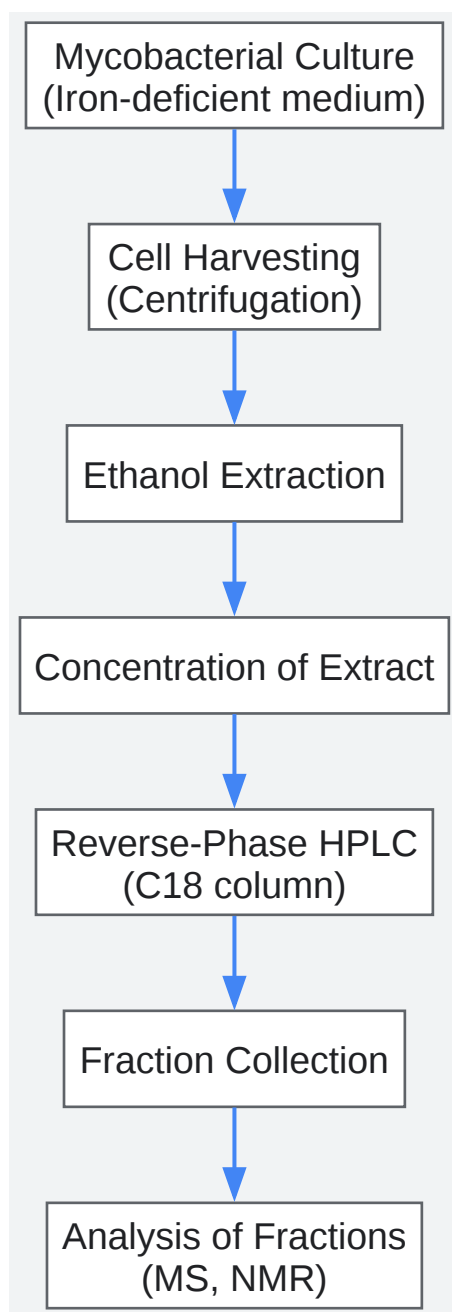 Mycobacterial Culture
(Iron-deficient medium)
Cell Harvesting
(Centrifugation)
Ethanol Extraction
Concentration of Extract
Reverse-Phase HPLC
(C18 column)
Fraction Collection
Analysis of Fractions
(MS, NMR)